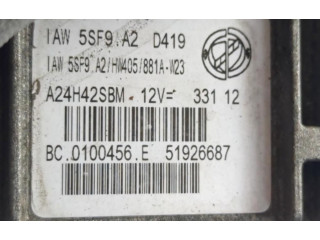 IAW 5SF9 A2 D419
IAW 5SF9 A2/HW405/881A-W23
A24H42SBM 12V= 331 12
BC.0100456.E 51926687